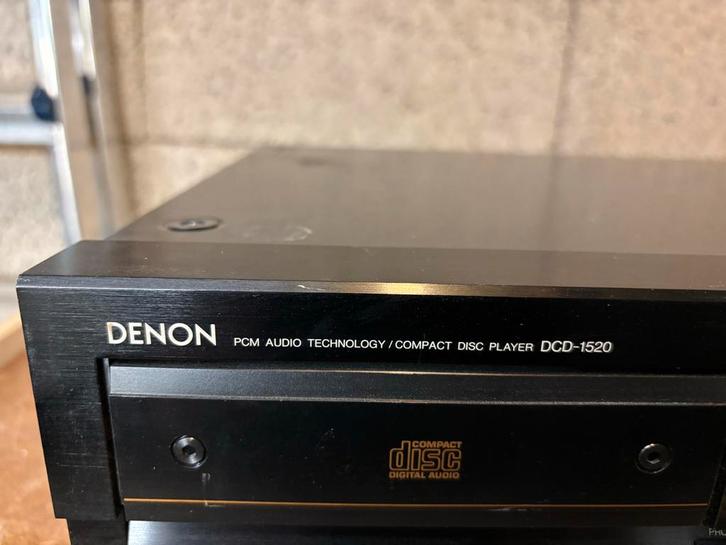 DENON PCM AUDIO TECHNOLOGY / COMPACT DISC PLAYER DCD-1520
COMPACT
disc
DIGITAL AUDIO